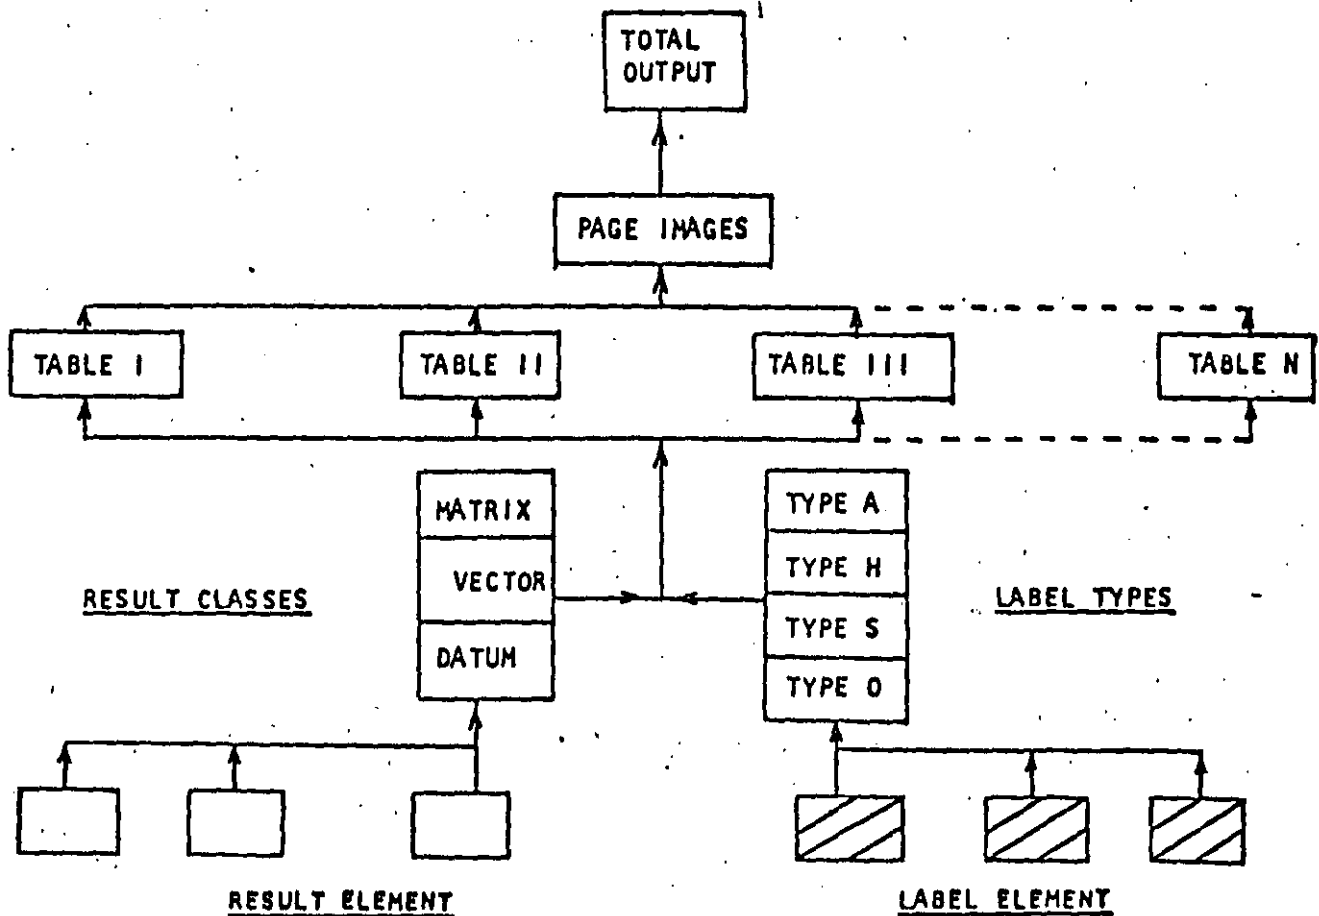 TOTAL
OUTPUT
PAGE IMAGES
TABLE I
TABLE II
TABLE III
TABLE N
MATRIX
VECTOR
DATUM
TYPE A
TYPE H
TYPE S
TYPE O
RESULT CLASSES
LABEL TYPES
RESULT ELEMENT
LABEL ELEMENT